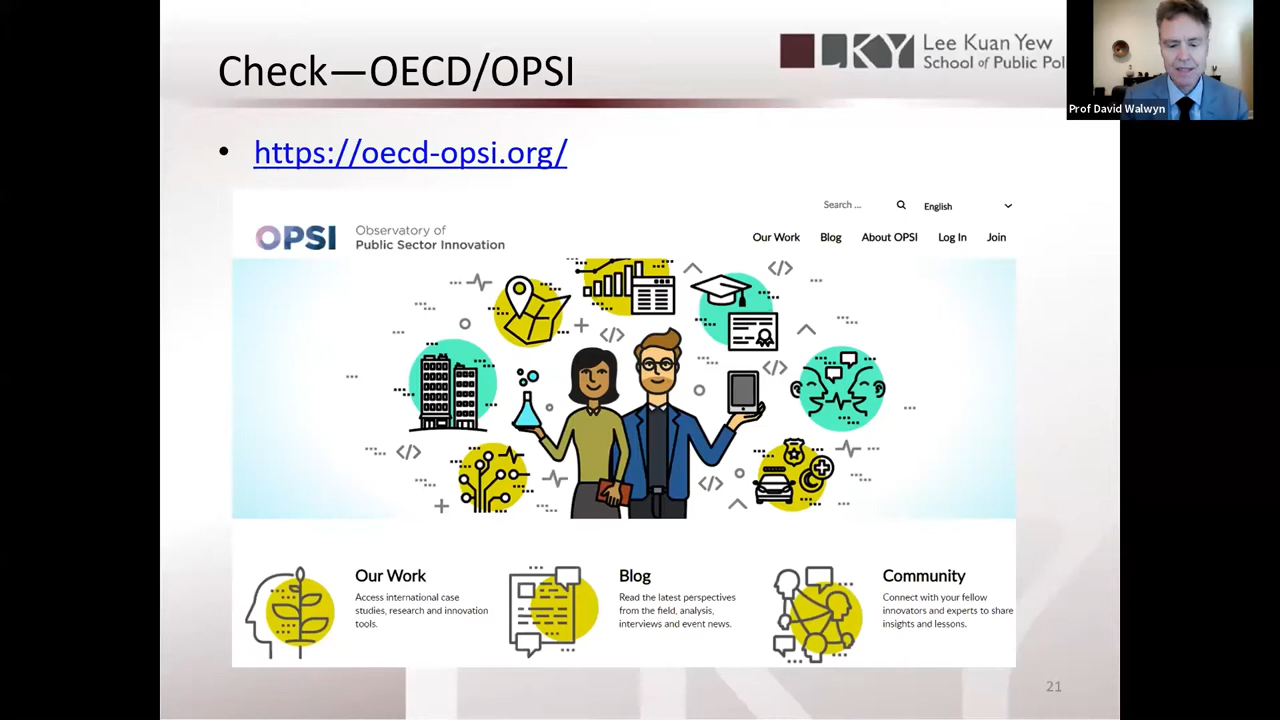 Check—OECD/OPSI
LKY
Lee Kuan Yew
School of Public Pol
Prof David Walwyn
• https://oecd-opsi.org/
Search ...
English
OPSI
Observatory of
Public Sector Innovation
Our Work
Blog
About OPSI
Log In
Join
Our Work
Access international case
studies, research and innovation
tools.
Blog
Read the latest perspectives
from the field, analysis,
interviews and event news.
Community
Connect with your fellow
innovators and experts to share
insights and lessons.
21